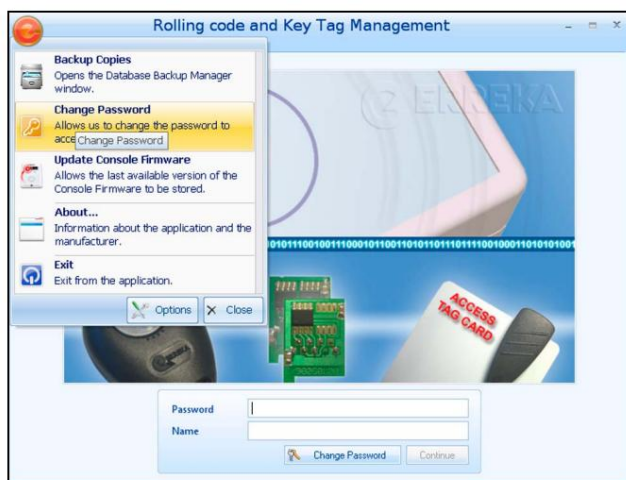 Rolling code and Key Tag Management
Backup Copies
Opens the Database Backup Manager
window.
Change Password
Allows us to change the password to
acce
Change Password
Update Console Firmware
Allows the last available version of the
Console Firmware to be stored.
About...
Information about the application and the
manufacturer.
Exit
Exit from the application.
Options
Close
ERREKA
ACCESS
TAG CARD
Password
Name
Change Password
Continue